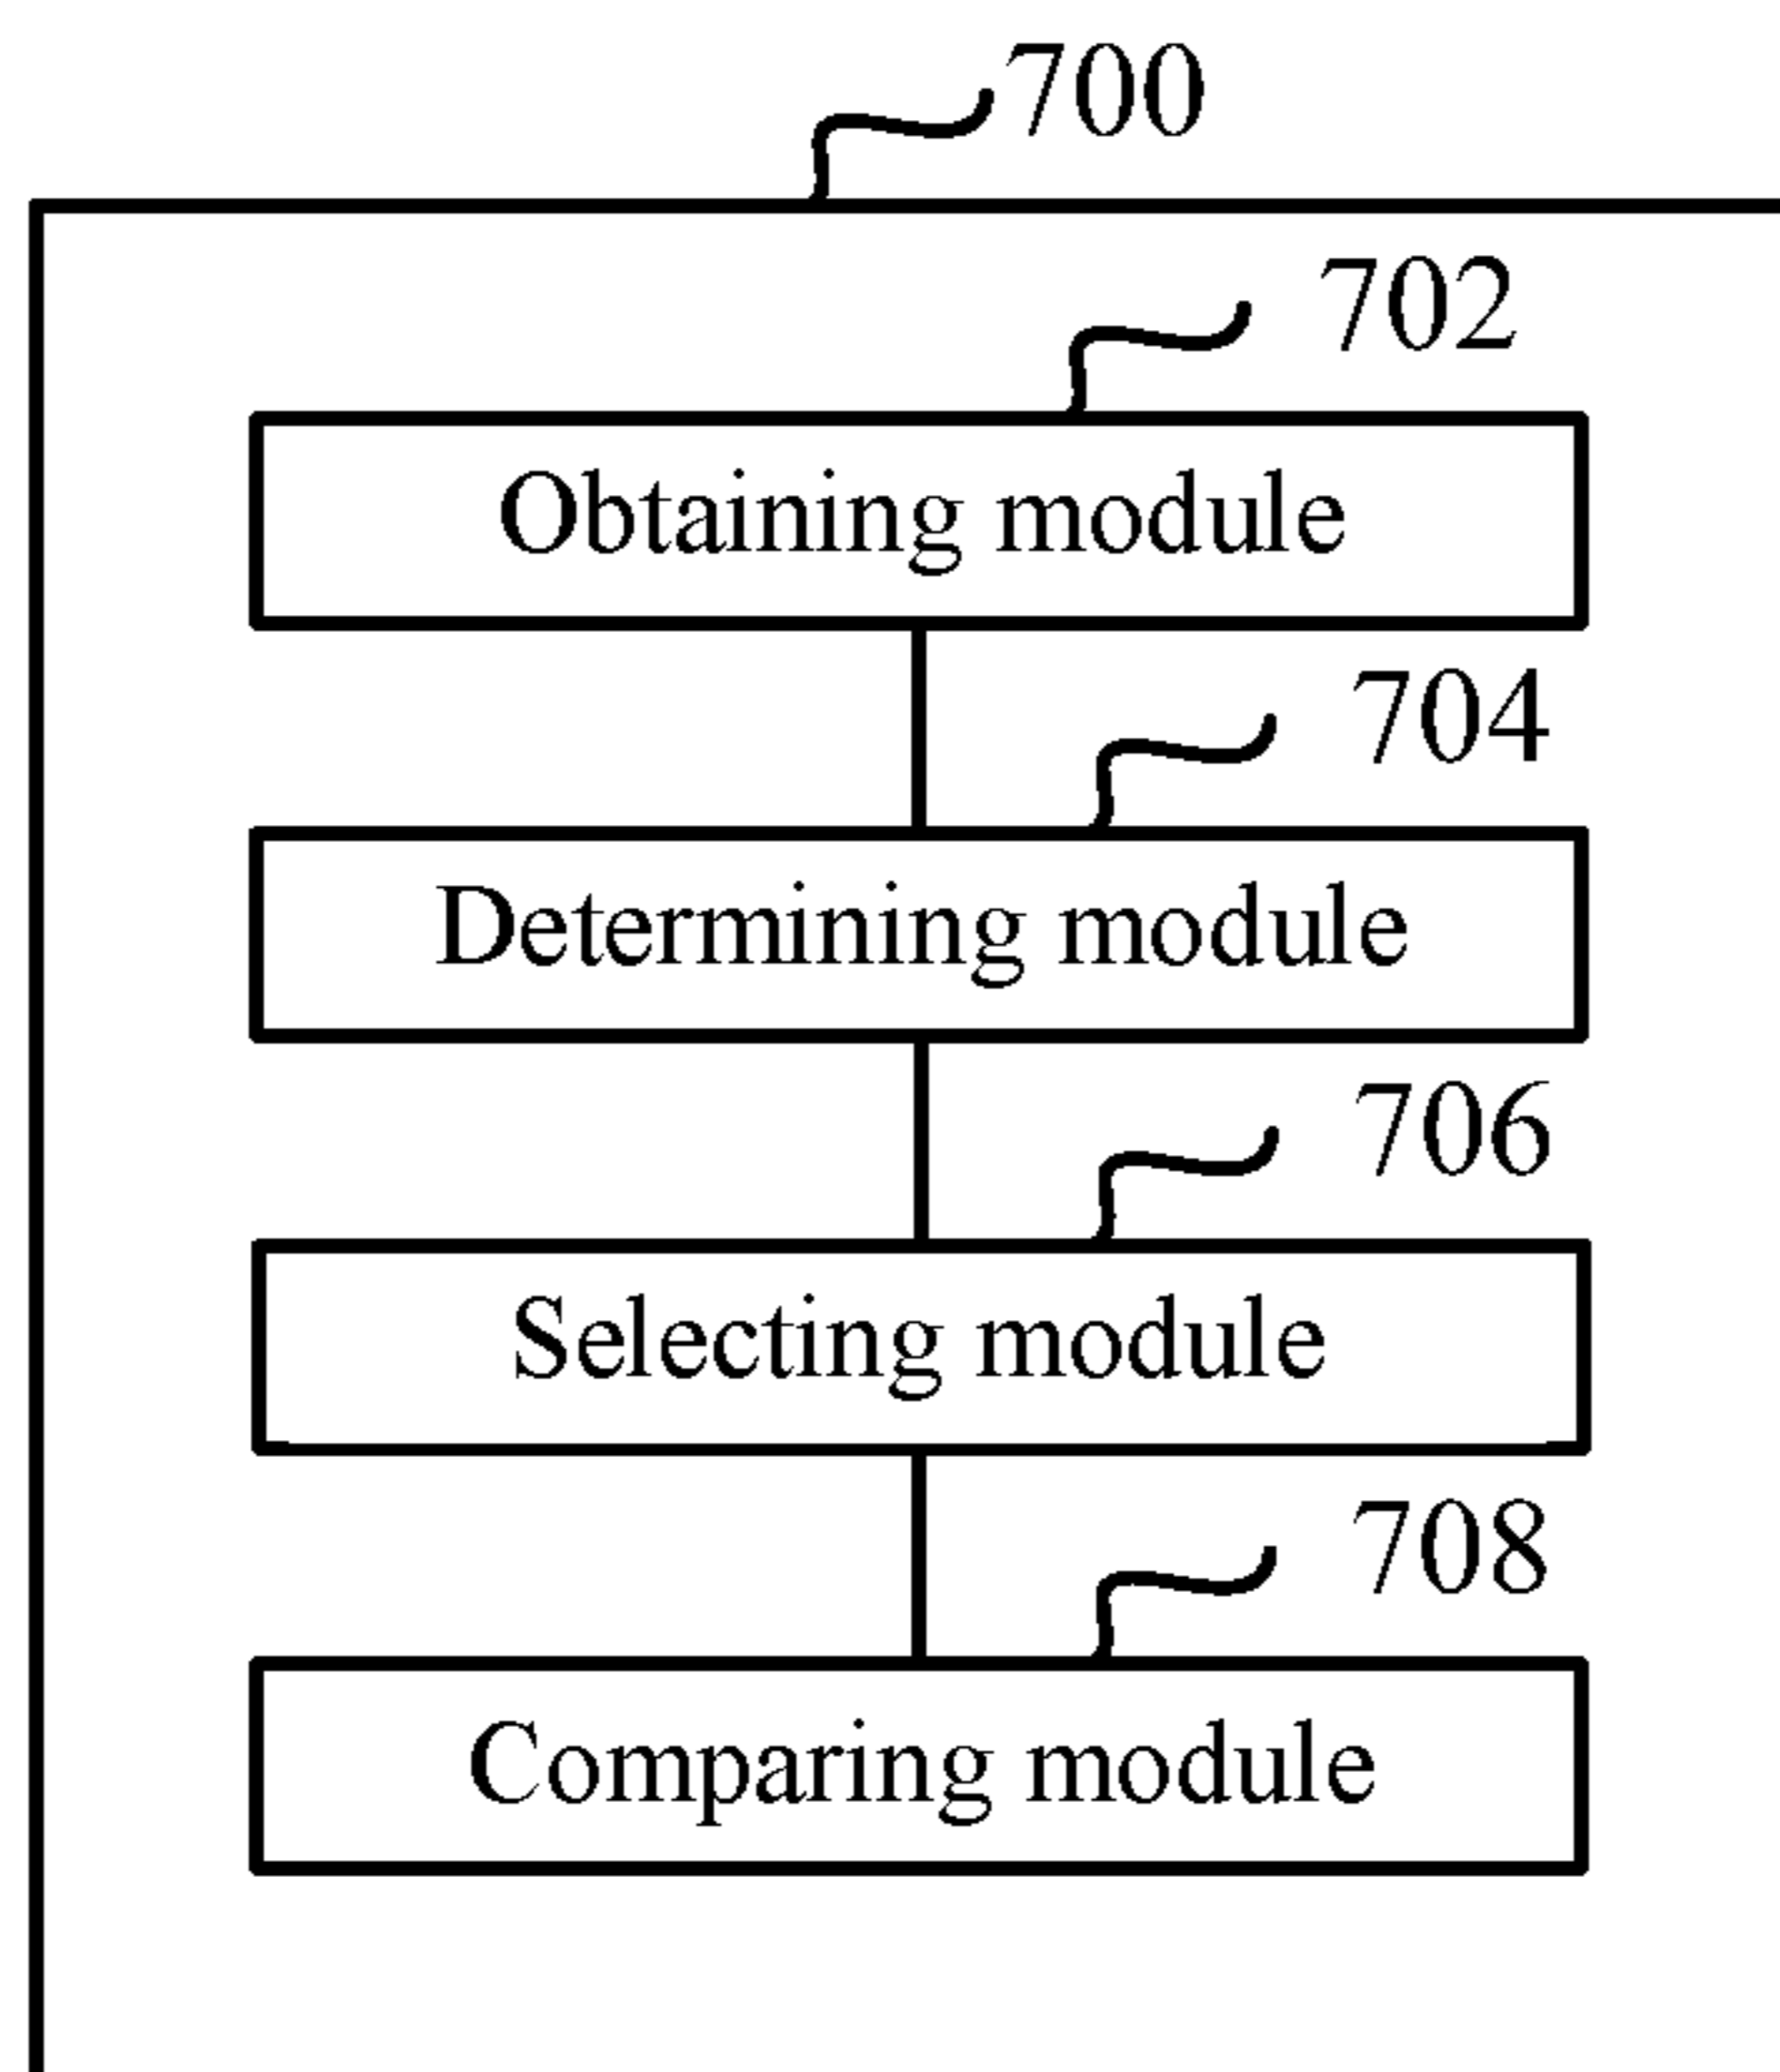 700
702
Obtaining module
704
Determining module
706
Selecting module
708
Comparing module